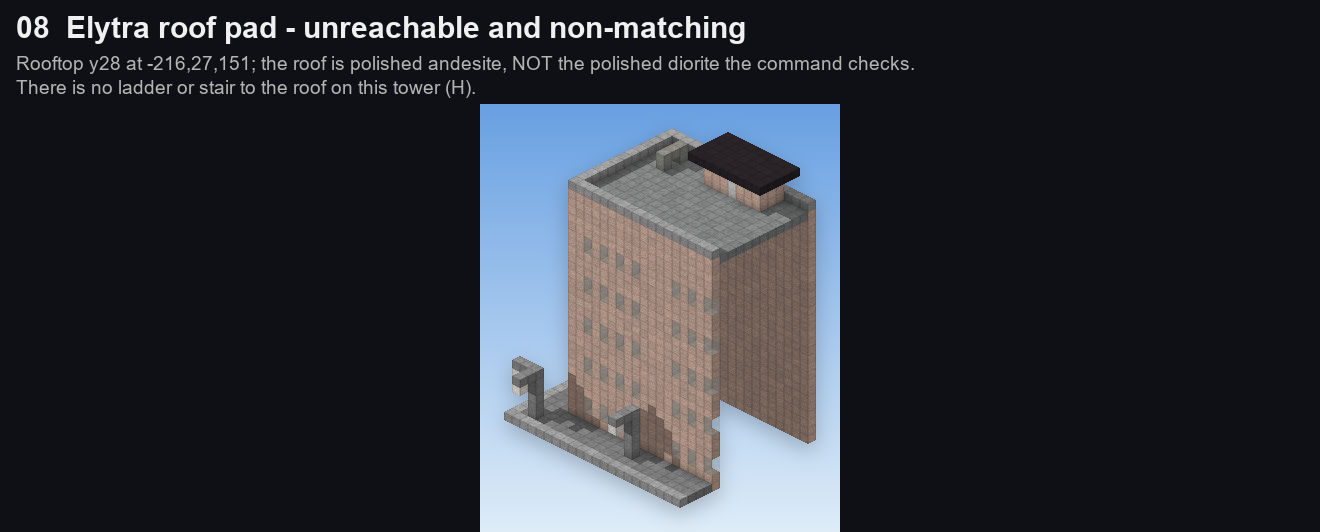 08 Elytra roof pad - unreachable and non-matching
Rooftop y28 at -216,27,151; the roof is polished andesite, NOT the polished diorite the command checks.
There is no ladder or stair to the roof on this tower (H).